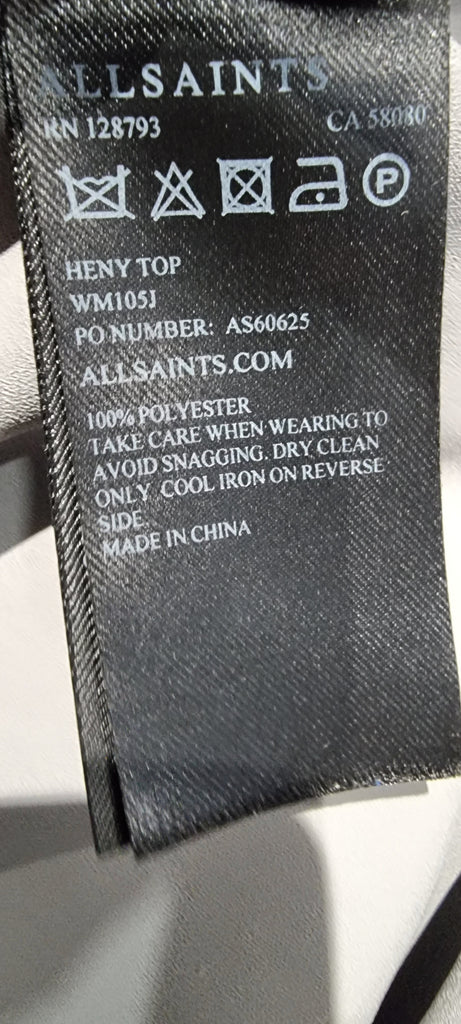 ALLSAINTS
RN 128793 CA 58080
P
HENY TOP
WM105J
PO NUMBER: AS60625
ALLSAINTS.COM
100% POLYESTER
TAKE CARE WHEN WEARING TO
AVOID SNAGGING. DRY CLEAN
ONLY COOL IRON ON REVERSE
SIDE
MADE IN CHINA